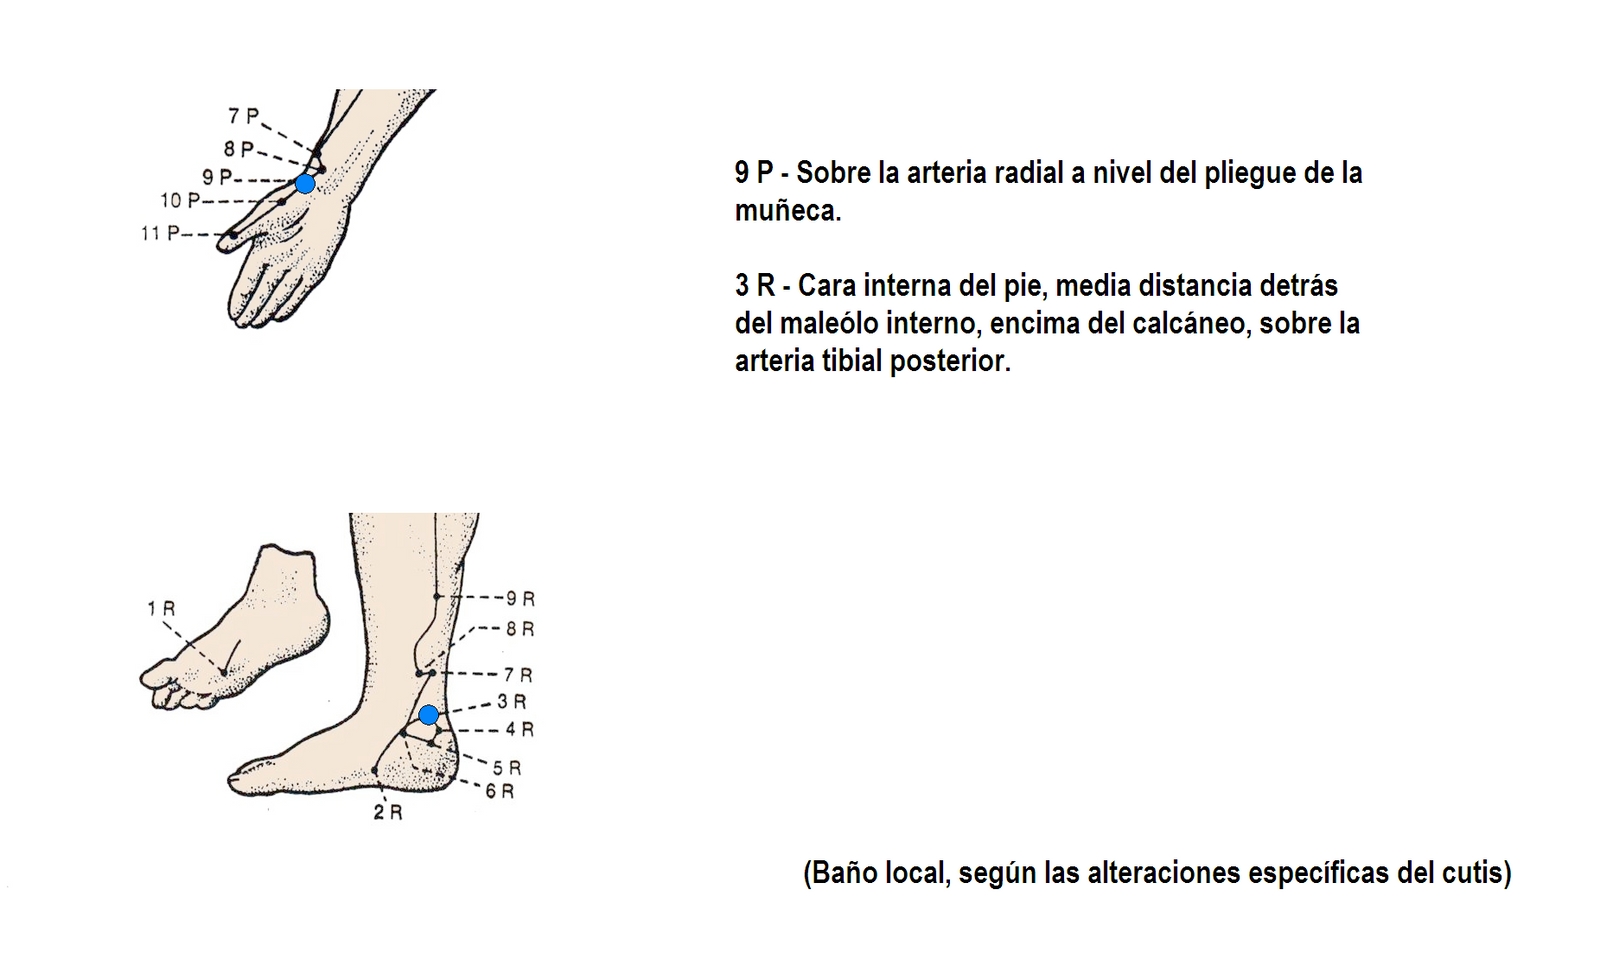 7 P
8 P
9 P
10 P
11 P
9 P - Sobre la arteria radial a nivel del pliegue de la
muñeca.
3 R - Cara interna del pie, media distancia detrás
del maleólo interno, encima del calcáneo, sobre la
arteria tibial posterior.
1 R
9 R
8 R
7 R
3 R
4 R
5 R
6 R
2 R
(Baño local, según las alteraciones específicas del cutis)